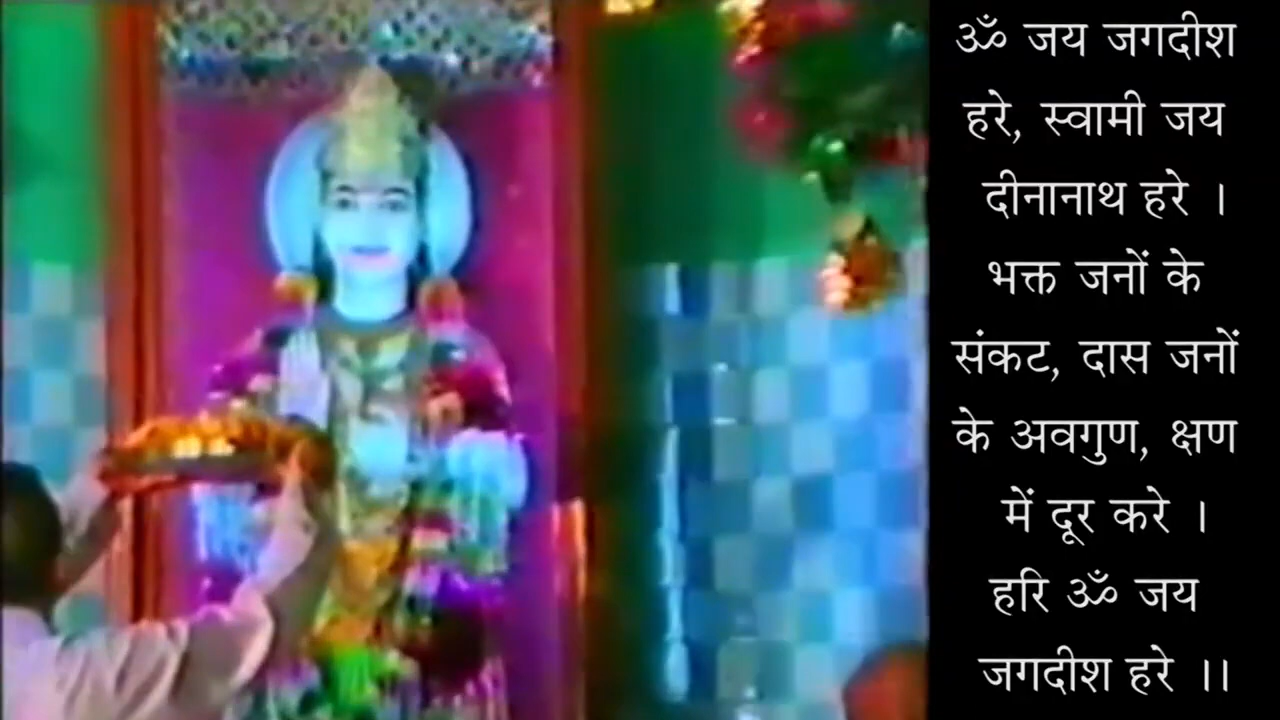 ॐ जय जगदीश
हरे, स्वामी जय
दीनानाथ हरे ।
भक्त जनों के
संकट, दास जनों
के अवगुण, क्षण
में दूर करे ।
हरि ॐ जय
जगदीश हरे ।।